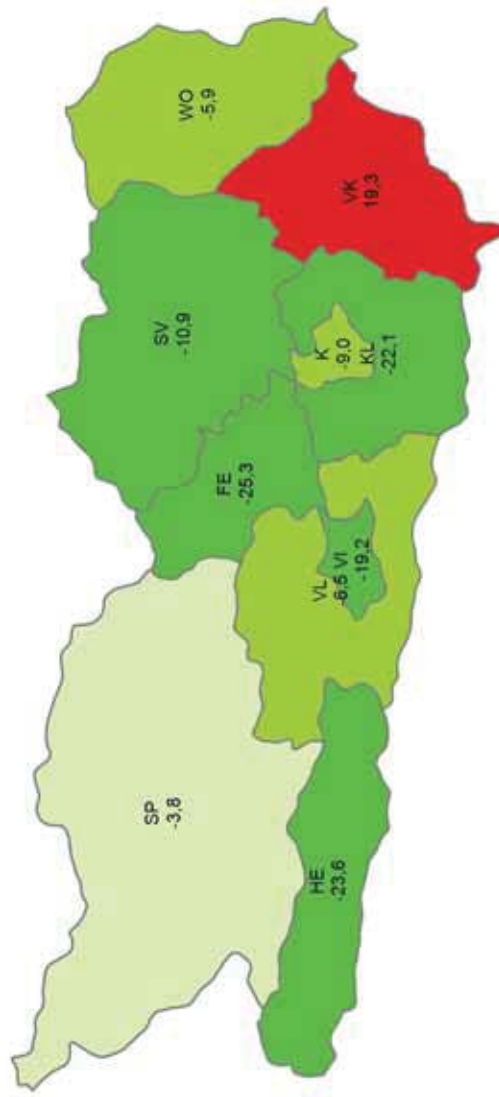 WO
-5,9
SV
-10,9
VK
19,3
FE
-25,3
K
-9,0
KL
-22,1
VL
-6,5
VI
-19,2
SP
-3,8
HE
-23,6